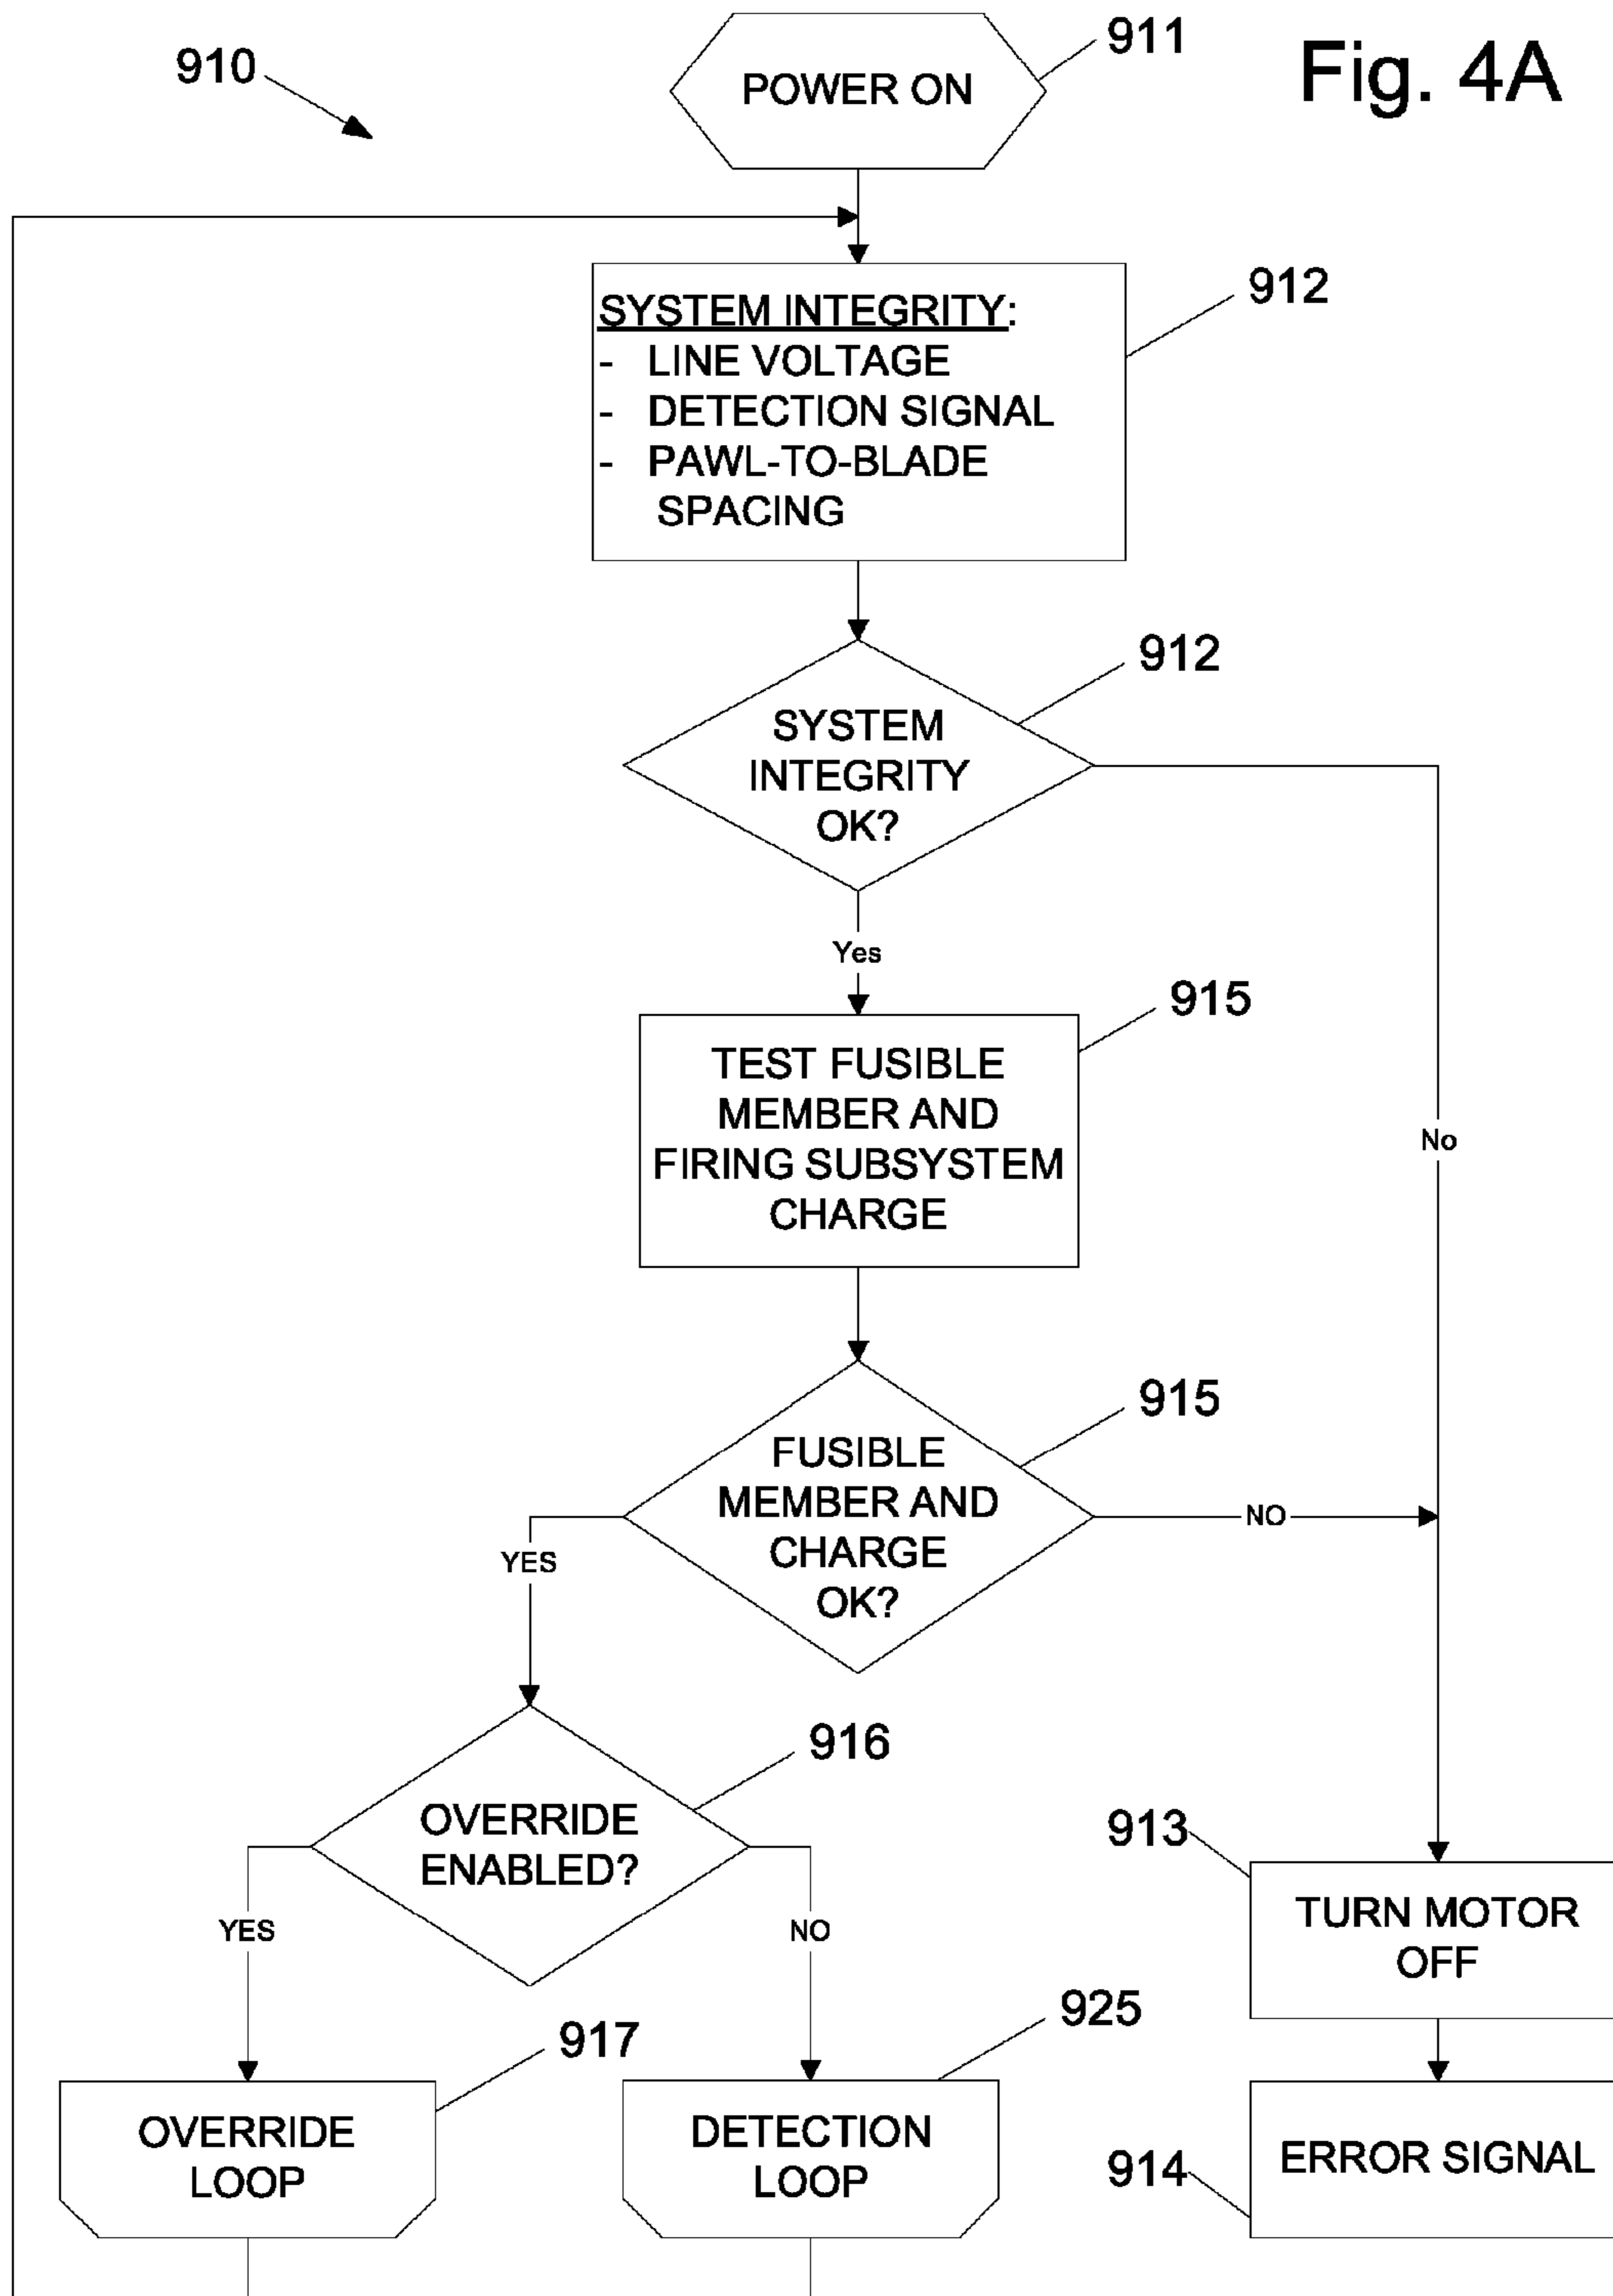 910
POWER ON
911
Fig. 4A
SYSTEM INTEGRITY:
- LINE VOLTAGE
- DETECTION SIGNAL
- PAWL-TO-BLADE
SPACING
912
SYSTEM
INTEGRITY
OK?
912
Yes
No
TEST FUSIBLE
MEMBER AND
FIRING SUBSYSTEM
CHARGE
915
FUSIBLE
MEMBER AND
CHARGE
OK?
915
YES
NO
OVERRIDE
ENABLED?
916
YES
NO
913
TURN MOTOR
OFF
OVERRIDE
LOOP
917
DETECTION
LOOP
925
914
ERROR SIGNAL